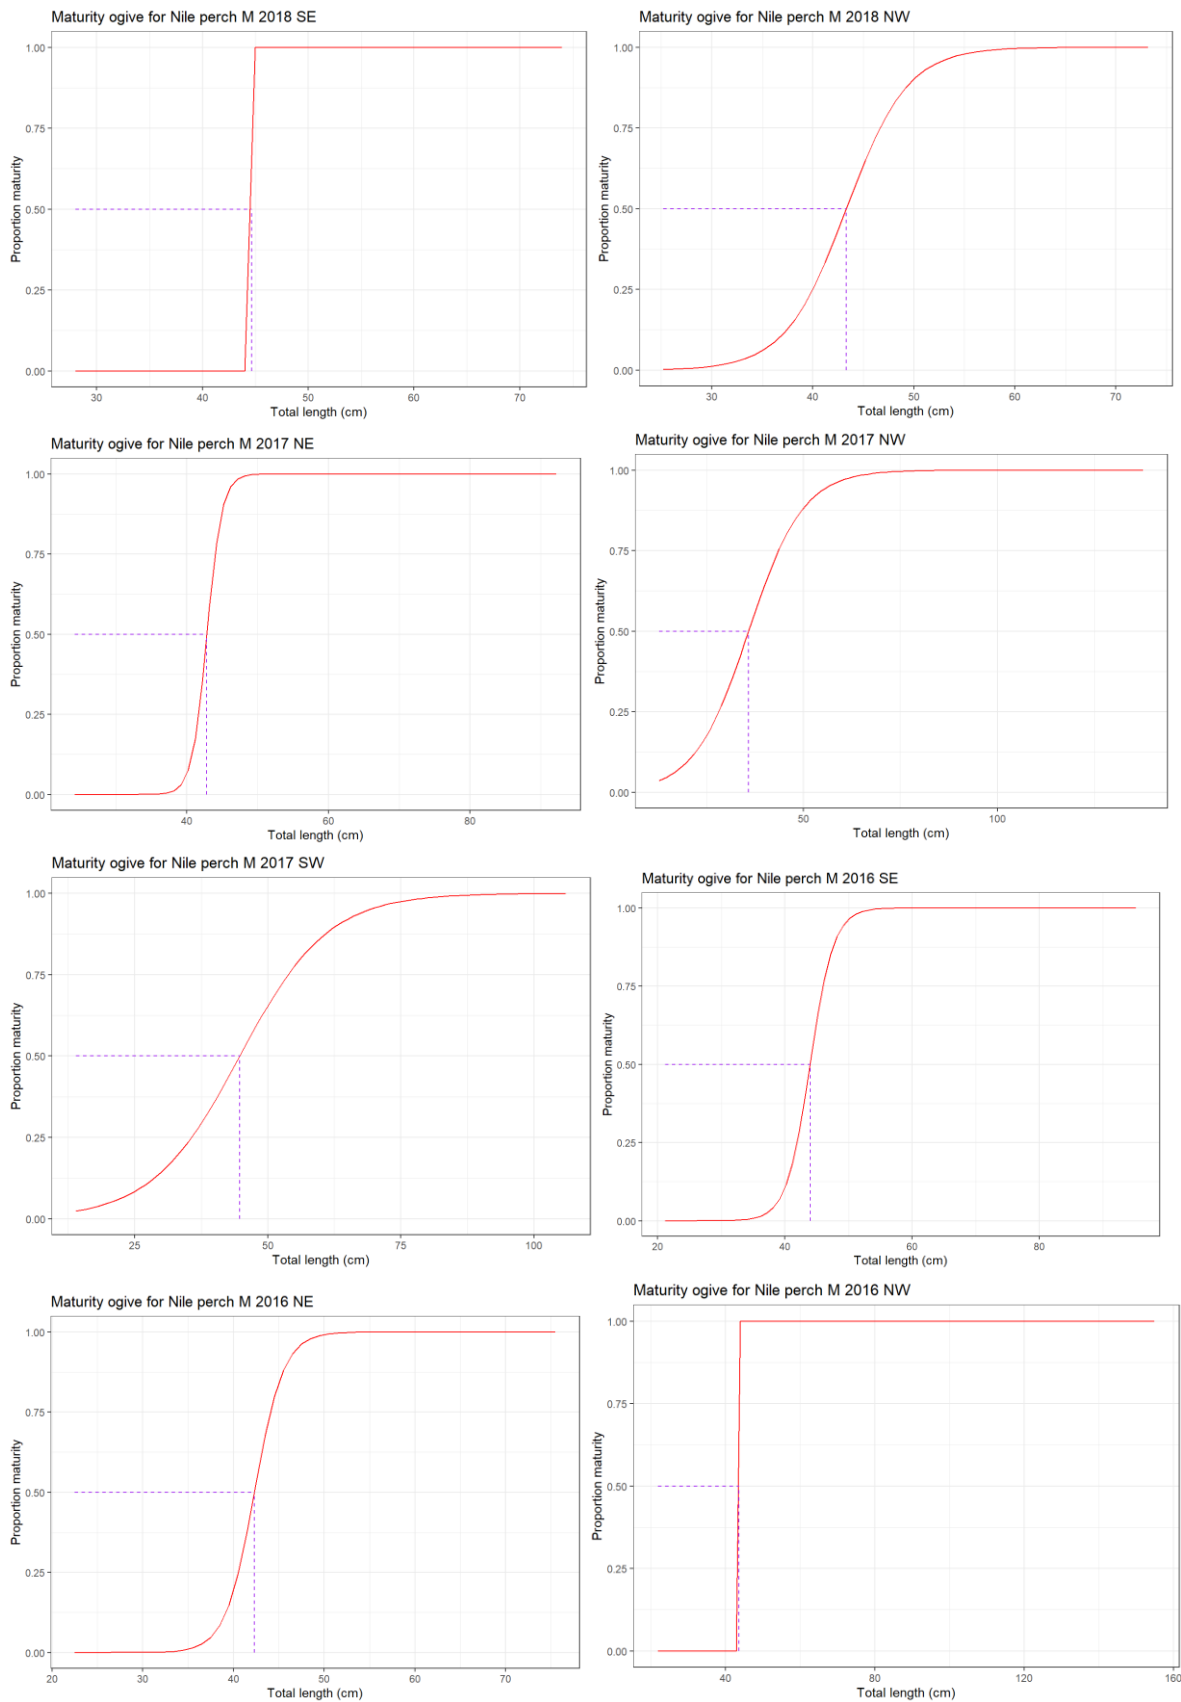 Maturity ogive for Nile perch M 2018 SE
1.00
0.75
0.50
0.25
0.00
Proportion maturity
30 40 50 60 70
Total length (cm)
Maturity ogive for Nile perch M 2018 NW
1.00
0.75
0.50
0.25
0.00
Proportion maturity
30 40 50 60 70
Total length (cm)
Maturity ogive for Nile perch M 2017 NE
1.00
0.75
0.50
0.25
0.00
Proportion maturity
40 60 80
Total length (cm)
Maturity ogive for Nile perch M 2017 NW
1.00
0.75
0.50
0.25
0.00
Proportion maturity
50 100
Total length (cm)
Maturity ogive for Nile perch M 2017 SW
1.00
0.75
0.50
0.25
0.00
Proportion maturity
25 50 75 100
Total length (cm)
Maturity ogive for Nile perch M 2016 SE
1.00
0.75
0.50
0.25
0.00
Proportion maturity
20 40 60 80
Total length (cm)
Maturity ogive for Nile perch M 2016 NE
1.00
0.75
0.50
0.25
0.00
Proportion maturity
20 30 40 50 60 70
Total length (cm)
Maturity ogive for Nile perch M 2016 NW
1.00
0.75
0.50
0.25
0.00
Proportion maturity
40 80 120 160
Total length (cm)